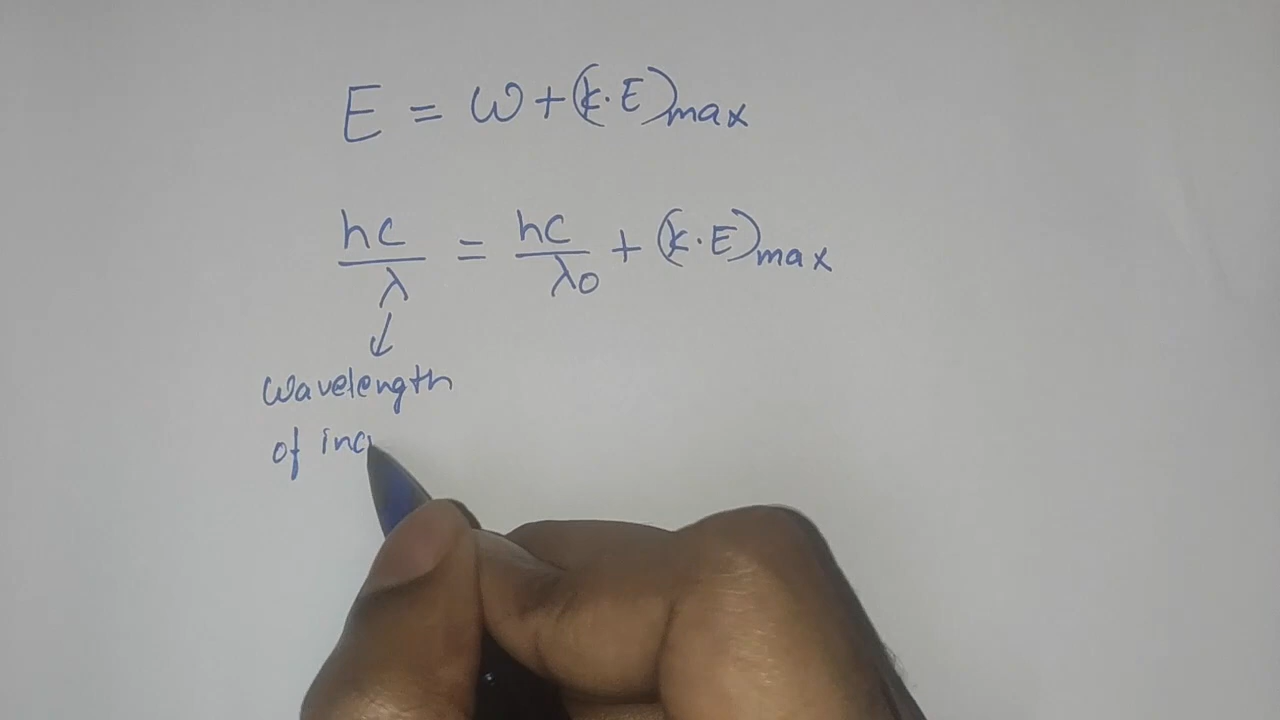 E = ω + (K.E)max
hc/λ = hc/λ0 + (K.E)max
↓
wavelength
of inc